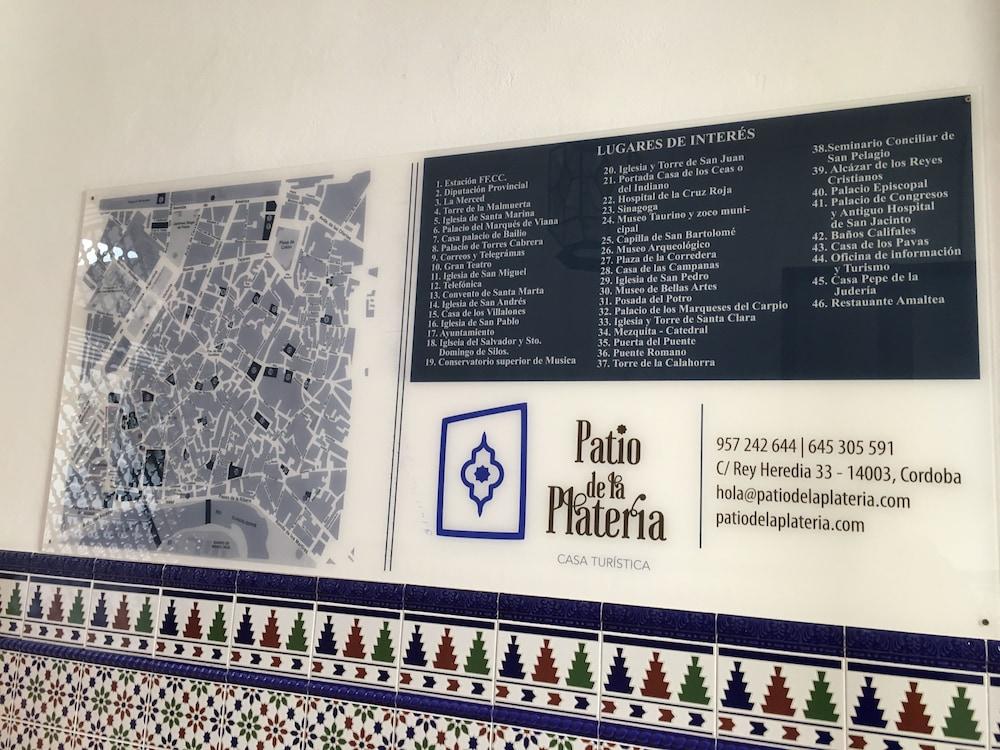 LUGARES DE INTERÉS
1. Estación FF.CC.
2. Diputación Provincial
3. La Merced
4. Torre de la Malmuerta
5. Iglesia de Santa Marina
6. Palacio del Marqués de Viana
7. Casa palacio de Bailio
8. Palacio de Torres Cabrera
9. Correos y Telegrámas
10. Gran Teatro
11. Iglesia de San Miguel
12. Telefónica
13. Convento de Santa Marta
14. Iglesia de San Andrés
15. Casa de los Villalones
16. Iglesia de San Pablo
17. Ayuntamiento
18. Iglseia del Salvador y Sto.
Domingo de Silos.
19. Conservatorio superior de Musica
20. Iglesia y Torre de San Juan
21. Portada Casa de los Ceas o
del Indiano
22. Hospital de la Cruz Roja
23. Sinagoga
24. Museo Taurino y zoco muni-
cipal
25. Capilla de San Bartolomé
26. Museo Arqueológico
27. Plaza de la Corredera
28. Casa de las Campanas
29. Iglesia de San Pedro
30. Museo de Bellas Artes
31. Posada del Potro
32. Palacio de los Marqueses del Carpio
33. Iglesia y Torre de Santa Clara
34. Mezquita - Catedral
35. Puerta del Puente
36. Puente Romano
37. Torre de la Calahorra
38.Seminario Conciliar de
San Pelagio
39. Alcázar de los Reyes
Cristianos
40. Palacio Episcopal
41. Palacio de Congresos
y Antiguo Hospital
de San Jacinto
42. Baños Califales
43. Casa de los Pavas
44. Oficina de información
y Turismo
45. Casa Pepe de la
Judería
46. Restauante Amaltea
Patio
de la
Plateria
CASA TURÍSTICA
957 242 644 | 645 305 591
C/ Rey Heredia 33 - 14003, Cordoba
hola@patiodelaplateria.com
patiodelaplateria.com